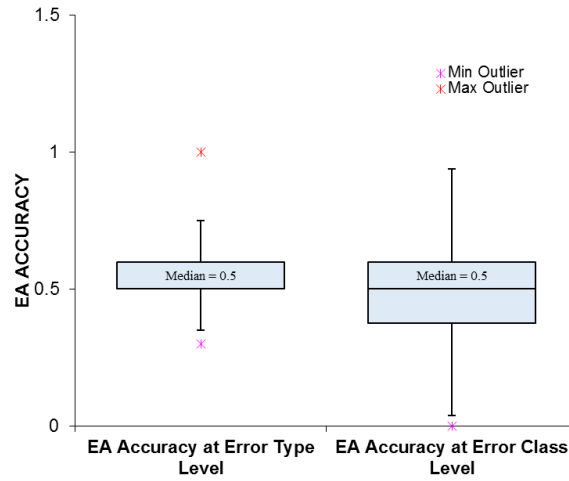 1.5
Min Outlier
Max Outlier
1
EA ACCURACY
Median = 0.5
Median = 0.5
0.5
0
EA Accuracy at Error Type
Level
EA Accuracy at Error Class
Level